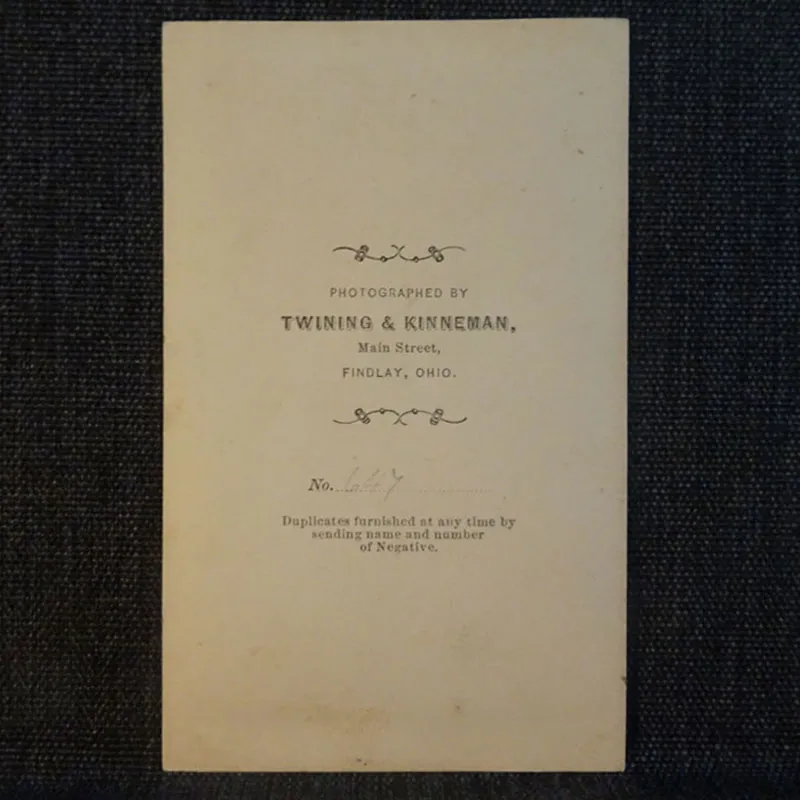 PHOTOGRAPHED BY
TWINING & KINNEMAN,
Main Street,
FINDLAY, OHIO.
No.
Duplicates furnished at any time by
sending name and number
of Negative.